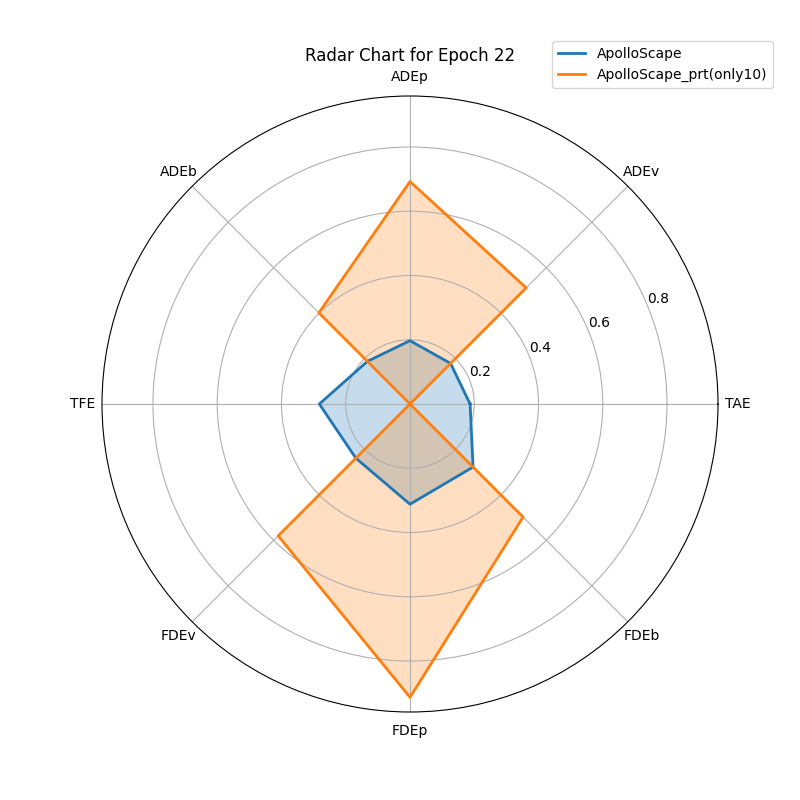 Radar Chart for Epoch 22
ApolloScape
ApolloScape_prt(only10)
ADEp
ADEb
ADEv
0.8
0.6
0.4
0.2
TFE
TAE
FDEv
FDEb
FDEp